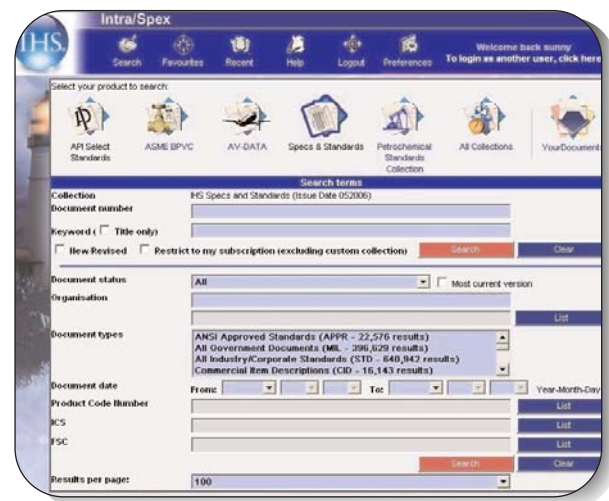 Intra/Spex
IHS.
Search Favourites Recent Help Logout Preferences
Welcome back sunny
To login as another user, click here
Select your product to search:
API Select Standards
ASME BPVC
AV-DATA
Specs & Standards
Petrochemical Standards Collection
All Collections
YourDocuments
Search terms
Collection IHS Specs and Standards (Issue Date 052006)
Document number
Keyword ( Title only)
New Revised Restrict to my subscription (excluding custom collection) Search Clear
Document status All Most current version
Organisation
List
Document types
ANSI Approved Standards (APPR - 22,576 results)
All Government Documents (MIL - 396,629 results)
All Industry/Corporate Standards (STD - 640,942 results)
Commercial Item Descriptions (CID - 16,143 results)
Document date From: To: Year-Month-Day
Product Code Number List
ICS List
FSC List
Search Clear
Results per page: 100